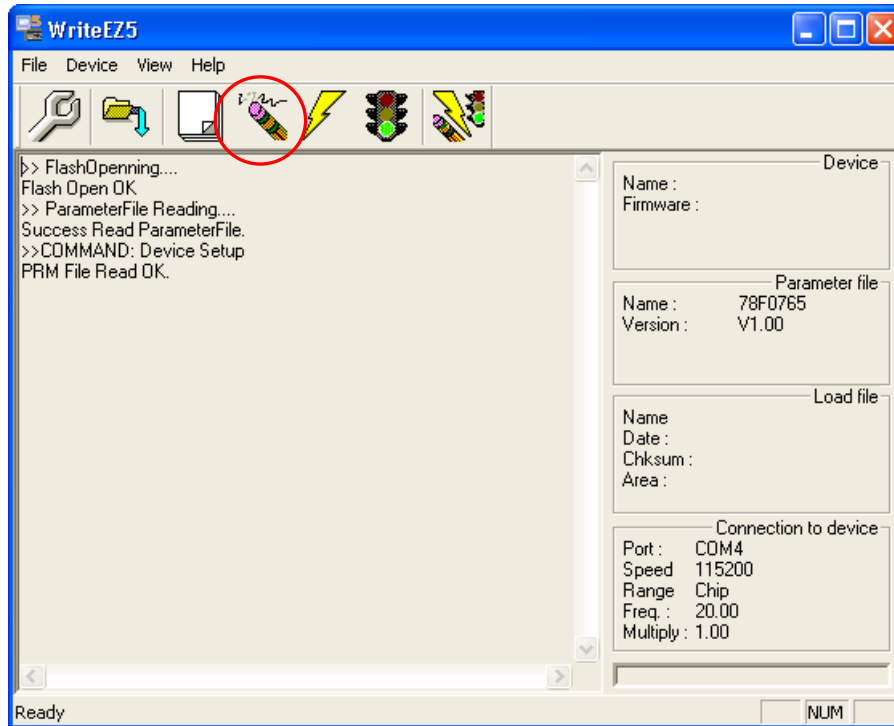 WriteEZ5
File Device View Help
>> FlashOpenning....
Flash Open OK
>> ParameterFile Reading....
Success Read ParameterFile.
>>COMMAND: Device Setup
PRM File Read OK.
Device
Name :
Firmware :
Parameter file
Name : 78F0765
Version : V1.00
Load file
Name
Date :
Chksum :
Area :
Connection to device
Port : COM4
Speed 115200
Range Chip
Freq. : 20.00
Multiply : 1.00
Ready NUM